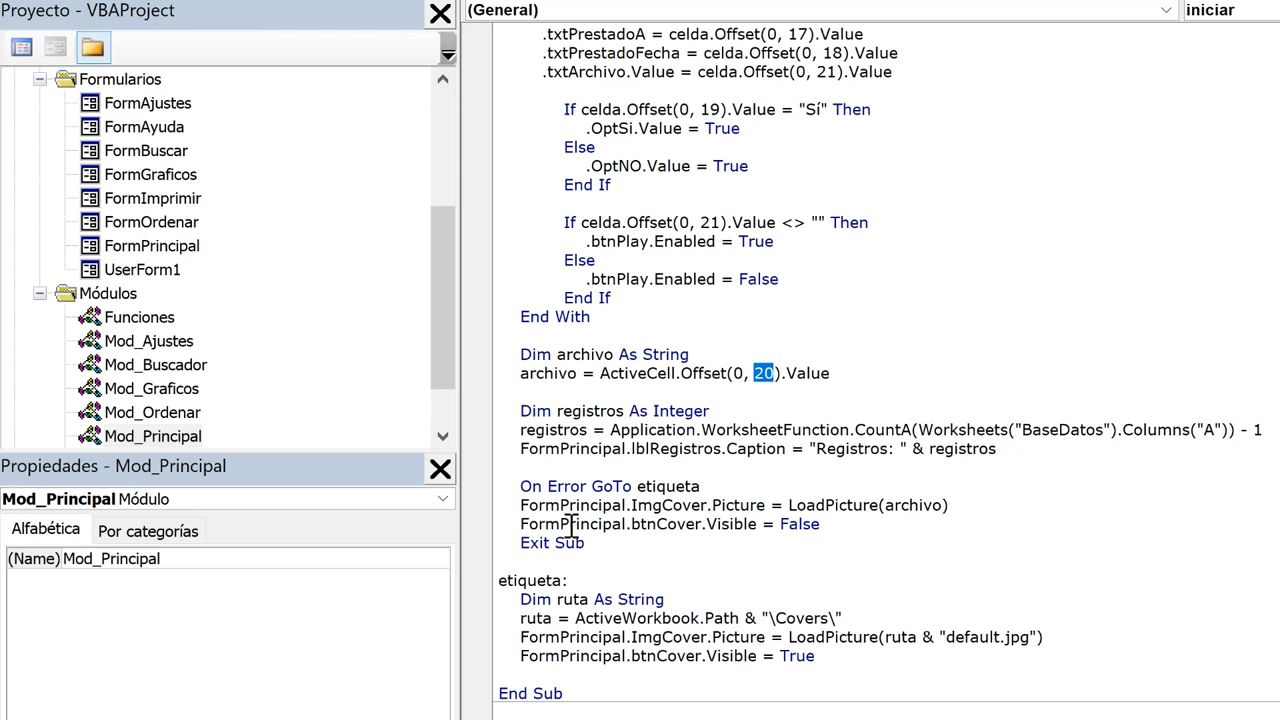 Proyecto - VBAProject
Formularios
FormAjustes
FormAyuda
FormBuscar
FormGraficos
FormImprimir
FormOrdenar
FormPrincipal
UserForm1
Módulos
Funciones
Mod_Ajustes
Mod_Buscador
Mod_Graficos
Mod_Ordenar
Mod_Principal
Propiedades - Mod_Principal
Mod_Principal Módulo
Alfabética
Por categorías
(Name) Mod_Principal
(General)
iniciar
.txtPrestadoA = celda.Offset(0, 17).Value
.txtPrestadoFecha = celda.Offset(0, 18).Value
.txtArchivo.Value = celda.Offset(0, 21).Value
If celda.Offset(0, 19).Value = "Sí" Then
.OptSi.Value = True
Else
.OptNO.Value = True
End If
If celda.Offset(0, 21).Value <> "" Then
.btnPlay.Enabled = True
Else
.btnPlay.Enabled = False
End If
End With
Dim archivo As String
archivo = ActiveCell.Offset(0, 20).Value
Dim registros As Integer
registros = Application.WorksheetFunction.CountA(Worksheets("BaseDatos").Columns("A")) - 1
FormPrincipal.lblRegistros.Caption = "Registros: " & registros
On Error GoTo etiqueta
FormPrincipal.ImgCover.Picture = LoadPicture(archivo)
FormPrincipal.btnCover.Visible = False
Exit Sub
etiqueta:
Dim ruta As String
ruta = ActiveWorkbook.Path & "\Covers\"
FormPrincipal.ImgCover.Picture = LoadPicture(ruta & "default.jpg")
FormPrincipal.btnCover.Visible = True
End Sub